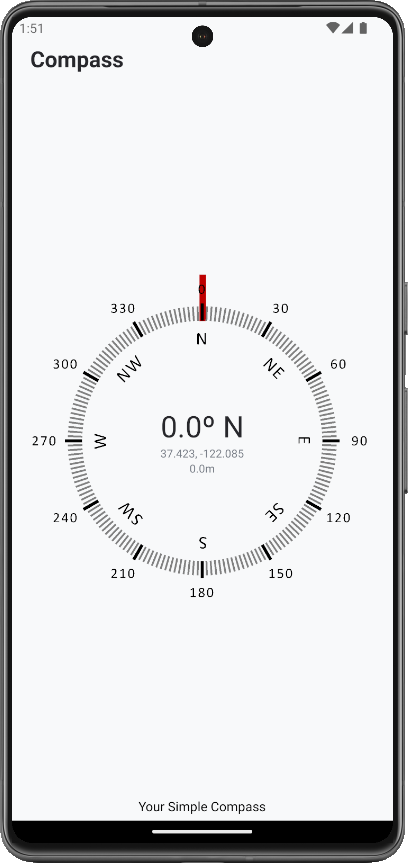 1:51
Compass
0
330
30
N
300
NW
NE
60
0.0º N
270
W
E
90
37.423, -122.085
0.0m
240
SW
SE
120
S
210
150
180
Your Simple Compass